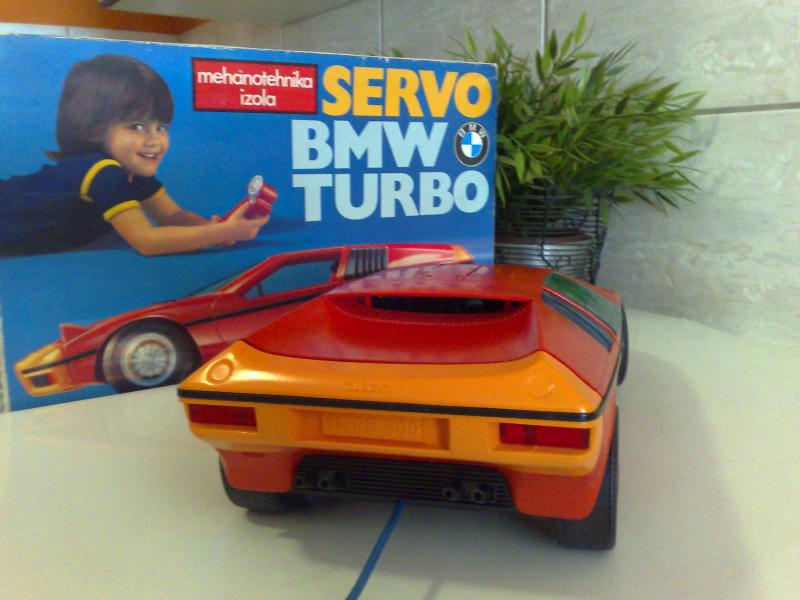 mehanotehnika
izola
SERVO
BMW
BMW
TURBO